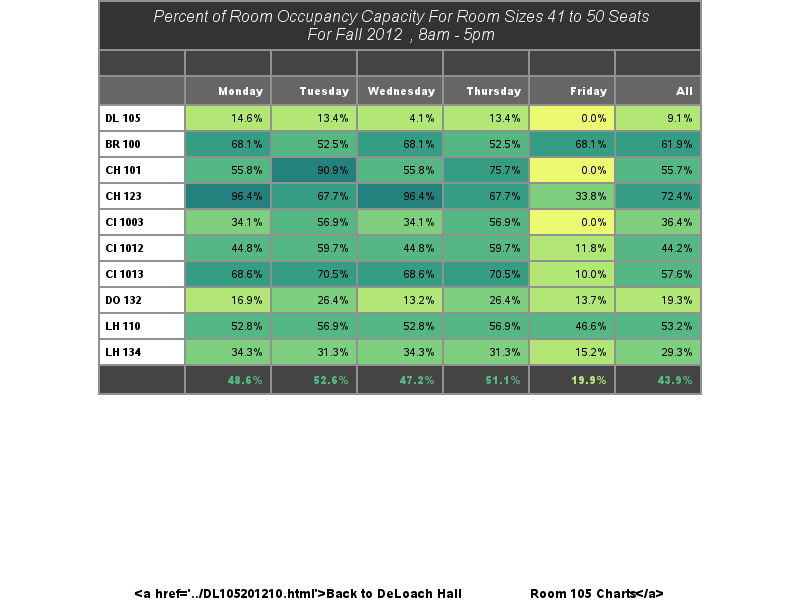 Percent of Room Occupancy Capacity For Room Sizes 41 to 50 Seats
For Fall 2012 , 8am - 5pm
Monday Tuesday Wednesday Thursday Friday All
DL 105 14.6% 13.4% 4.1% 13.4% 0.0% 9.1%
BR 100 68.1% 52.5% 68.1% 52.5% 68.1% 61.9%
CH 101 55.8% 90.9% 55.8% 75.7% 0.0% 55.7%
CH 123 96.4% 67.7% 96.4% 67.7% 33.8% 72.4%
CI 1003 34.1% 56.9% 34.1% 56.9% 0.0% 36.4%
CI 1012 44.8% 59.7% 44.8% 59.7% 11.8% 44.2%
CI 1013 68.6% 70.5% 68.6% 70.5% 10.0% 57.6%
DO 132 16.9% 26.4% 13.2% 26.4% 13.7% 19.3%
LH 110 52.8% 56.9% 52.8% 56.9% 46.6% 53.2%
LH 134 34.3% 31.3% 34.3% 31.3% 15.2% 29.3%
48.6% 52.6% 47.2% 51.1% 19.9% 43.9%
<a href='../DL105201210.html'>Back to DeLoach Hall Room 105 Charts</a>